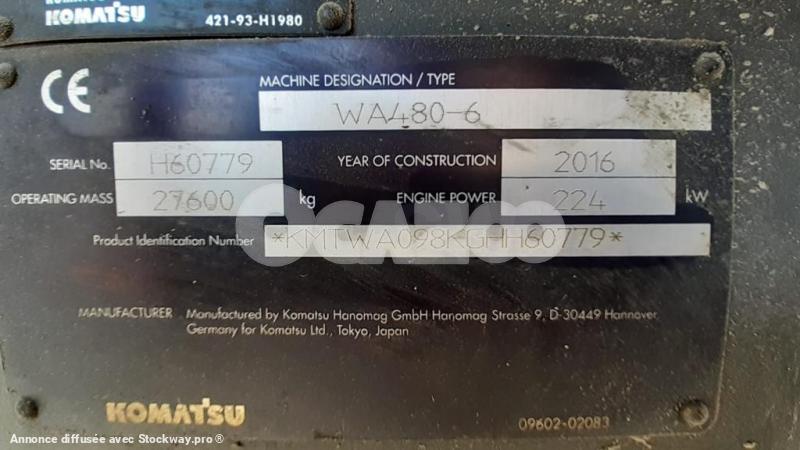 KOMATSU 421-93-H1980
MACHINE DESIGNATION / TYPE
WA480-6
SERIAL No. H60779 YEAR OF CONSTRUCTION 2016
OPERATING MASS 27600 kg ENGINE POWER 224 kW
Product Identification Number *KMTWA098KGHH60779*
MANUFACTURER Manufactured by Komatsu Hanomag GmbH Hanomag Strasse 9, D-30449 Hannover,
Germany for Komatsu Ltd., Tokyo, Japan
KOMATSU
09602-02083
Annonce diffusée avec Stockway.pro®